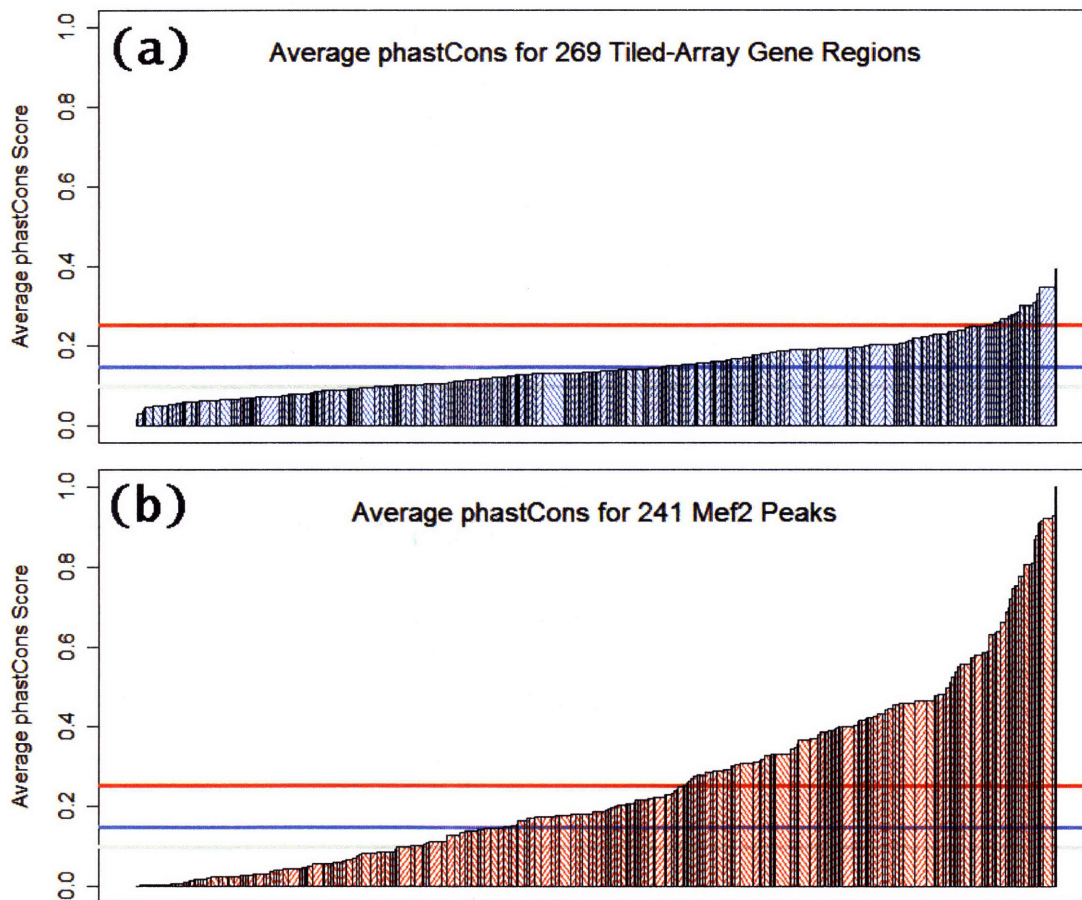 (a)
Average phastCons for 269 Tiled-Array Gene Regions
Average phastCons Score
1.0
0.8
0.6
0.4
0.2
0.0
(b)
Average phastCons for 241 Mef2 Peaks
Average phastCons Score
1.0
0.8
0.6
0.4
0.2
0.0